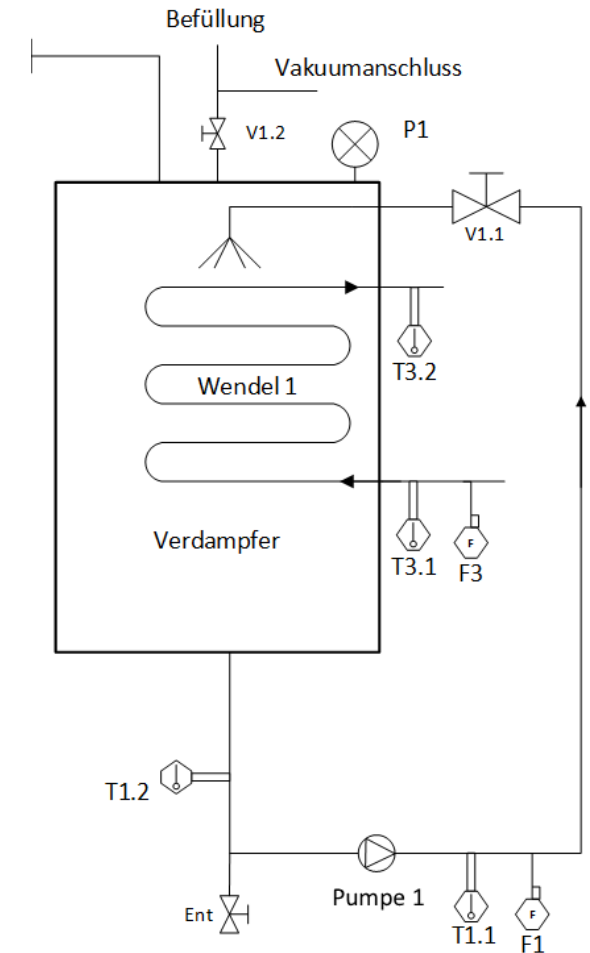 Befüllung
Vakuumanschluss
V1.2
P1
V1.1
T3.2
Wendel 1
Verdampfer
T3.1
F
F3
T1.2
Pumpe 1
Ent
T1.1
F
F1